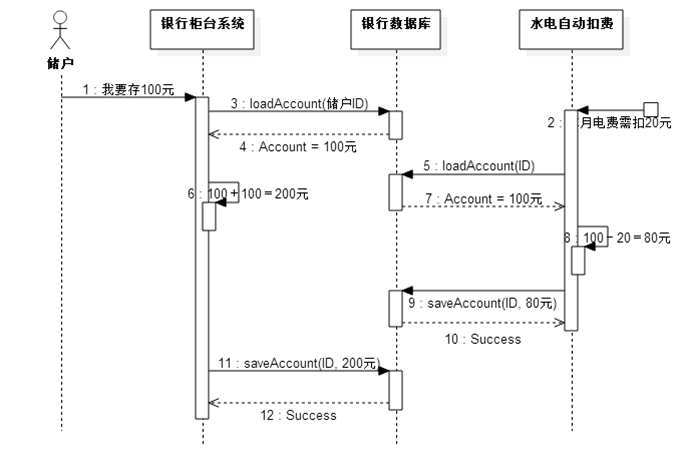 银行柜台系统
银行数据库
水电自动扣费
储户
1 : 我要存100元
3 : loadAccount(储户ID)
2 : 月电费需扣20元
4 : Account = 100元
5 : loadAccount(ID)
6 : 100＋100＝200元
7 : Account = 100元
8 : 100－20＝80元
9 : saveAccount(ID, 80元)
10 : Success
11 : saveAccount(ID, 200元)
12 : Success